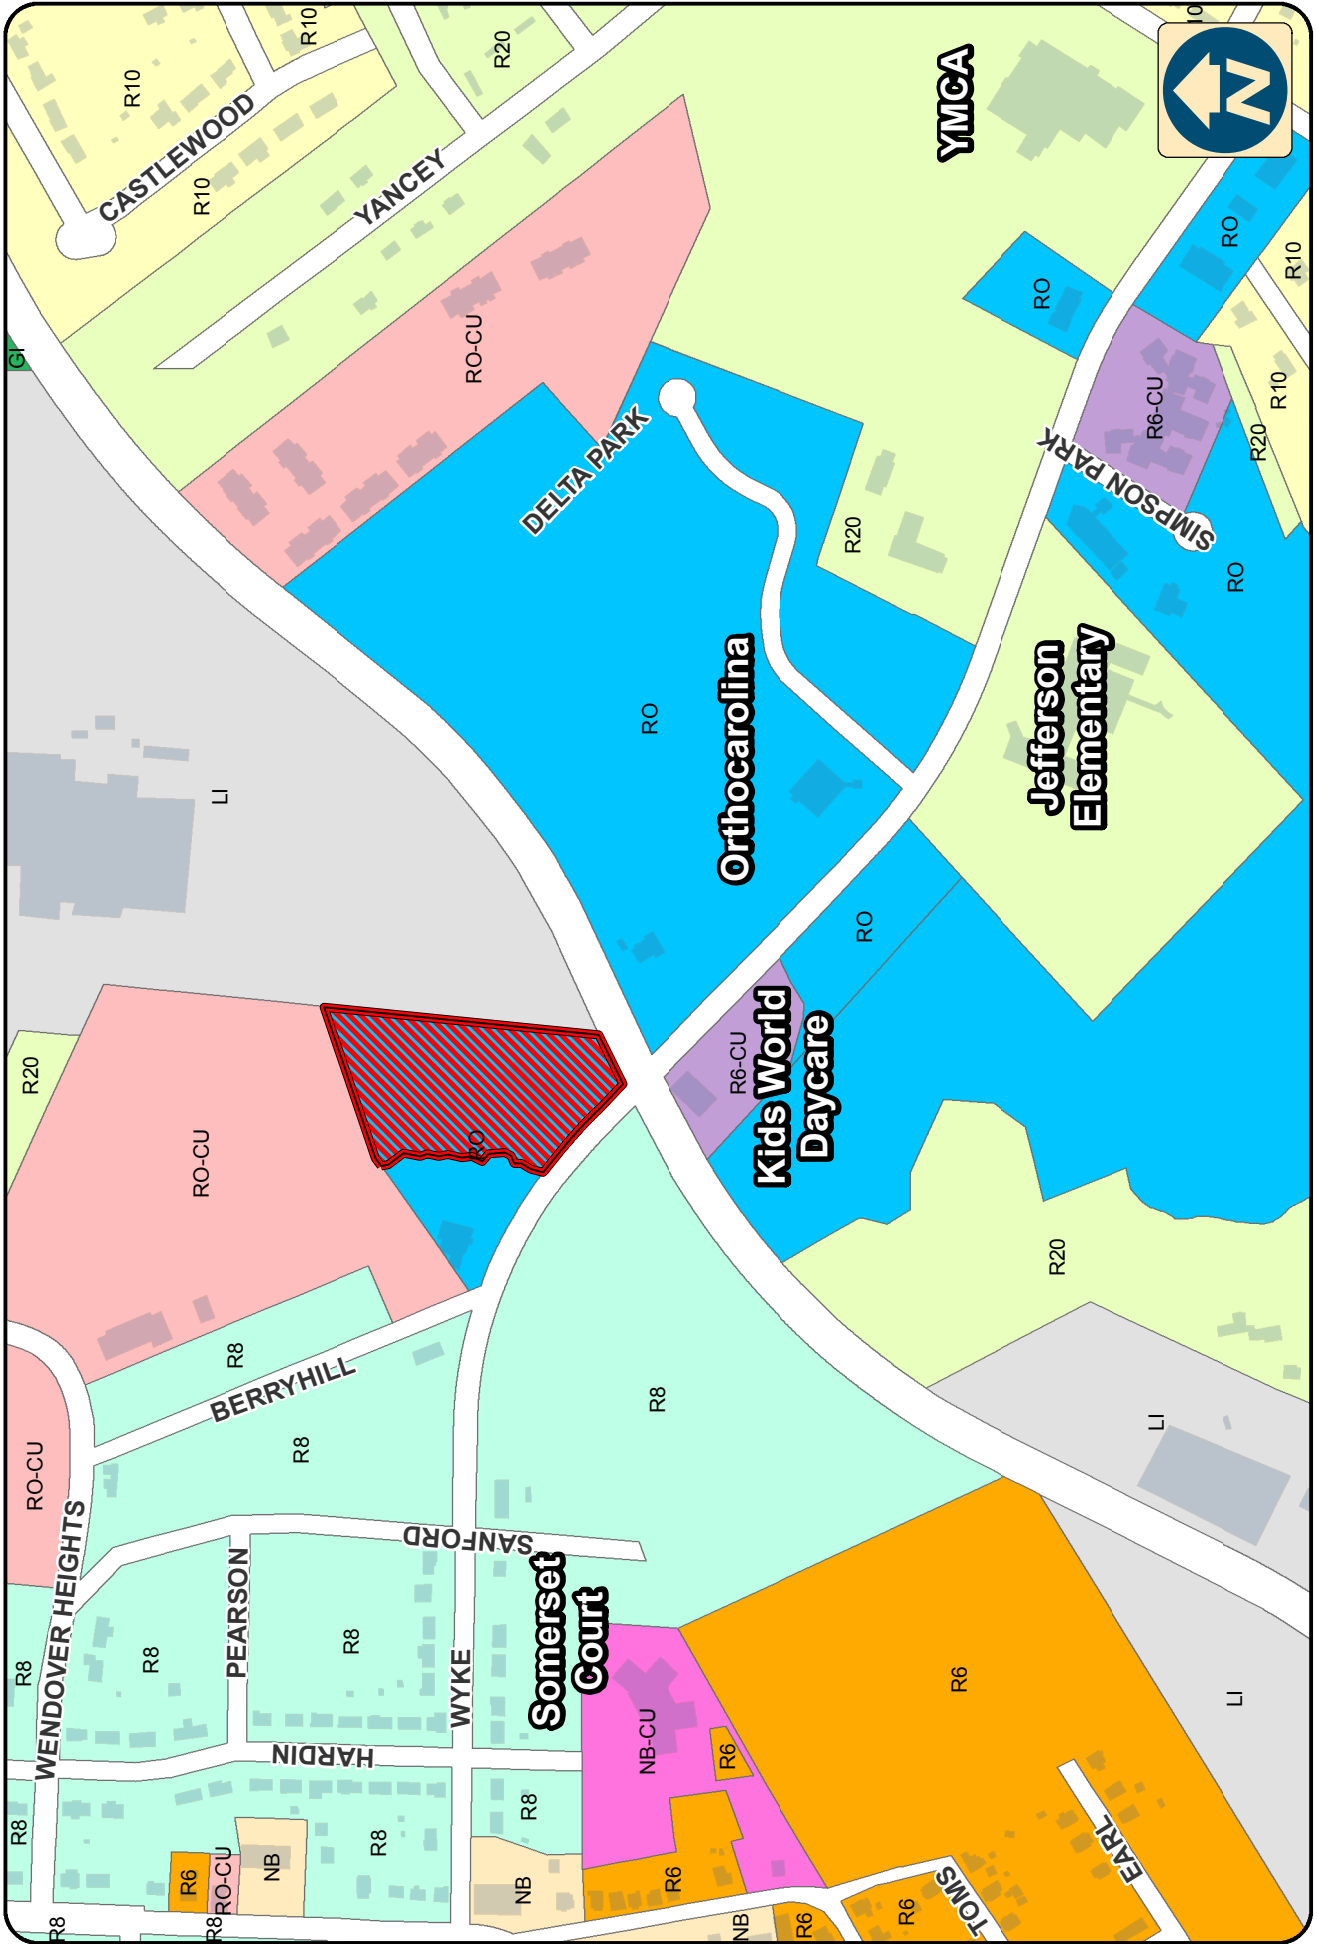 R10
R10
R20
10
CASTLEWOOD
R10
YANCEY
YMCA
N
GI
RO-CU
RO
RO
R10
R6-CU
R10
R20
DELTA PARK
R20
SIMPSON PARK
RO
LI
RO
Orthocarolina
Jefferson
Elementary
RO
R20
RO-CU
RO
R6-CU
Kids World
Daycare
R20
R8
BERRYHILL
R8
R8
RO-CU
LI
WENDOVER HEIGHTS
SANFORD
PEARSON
R8
R8
R8
WYKE
Somerset
Court
HARDIN
NB-CU
R6
R6
LI
R8
R8
R8
R6
RO-CU
NB
NB
R6
R8
R8
NB
R6
R6
TOMS
EARL